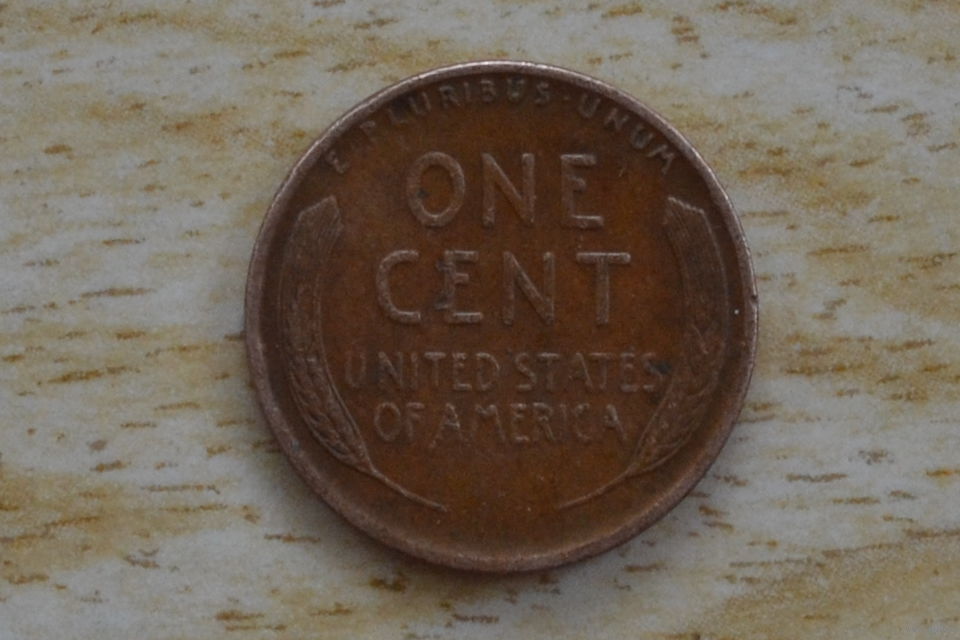 E·PLURIBUS·UNUM
ONE
CENT
UNITED STATES
OF AMERICA